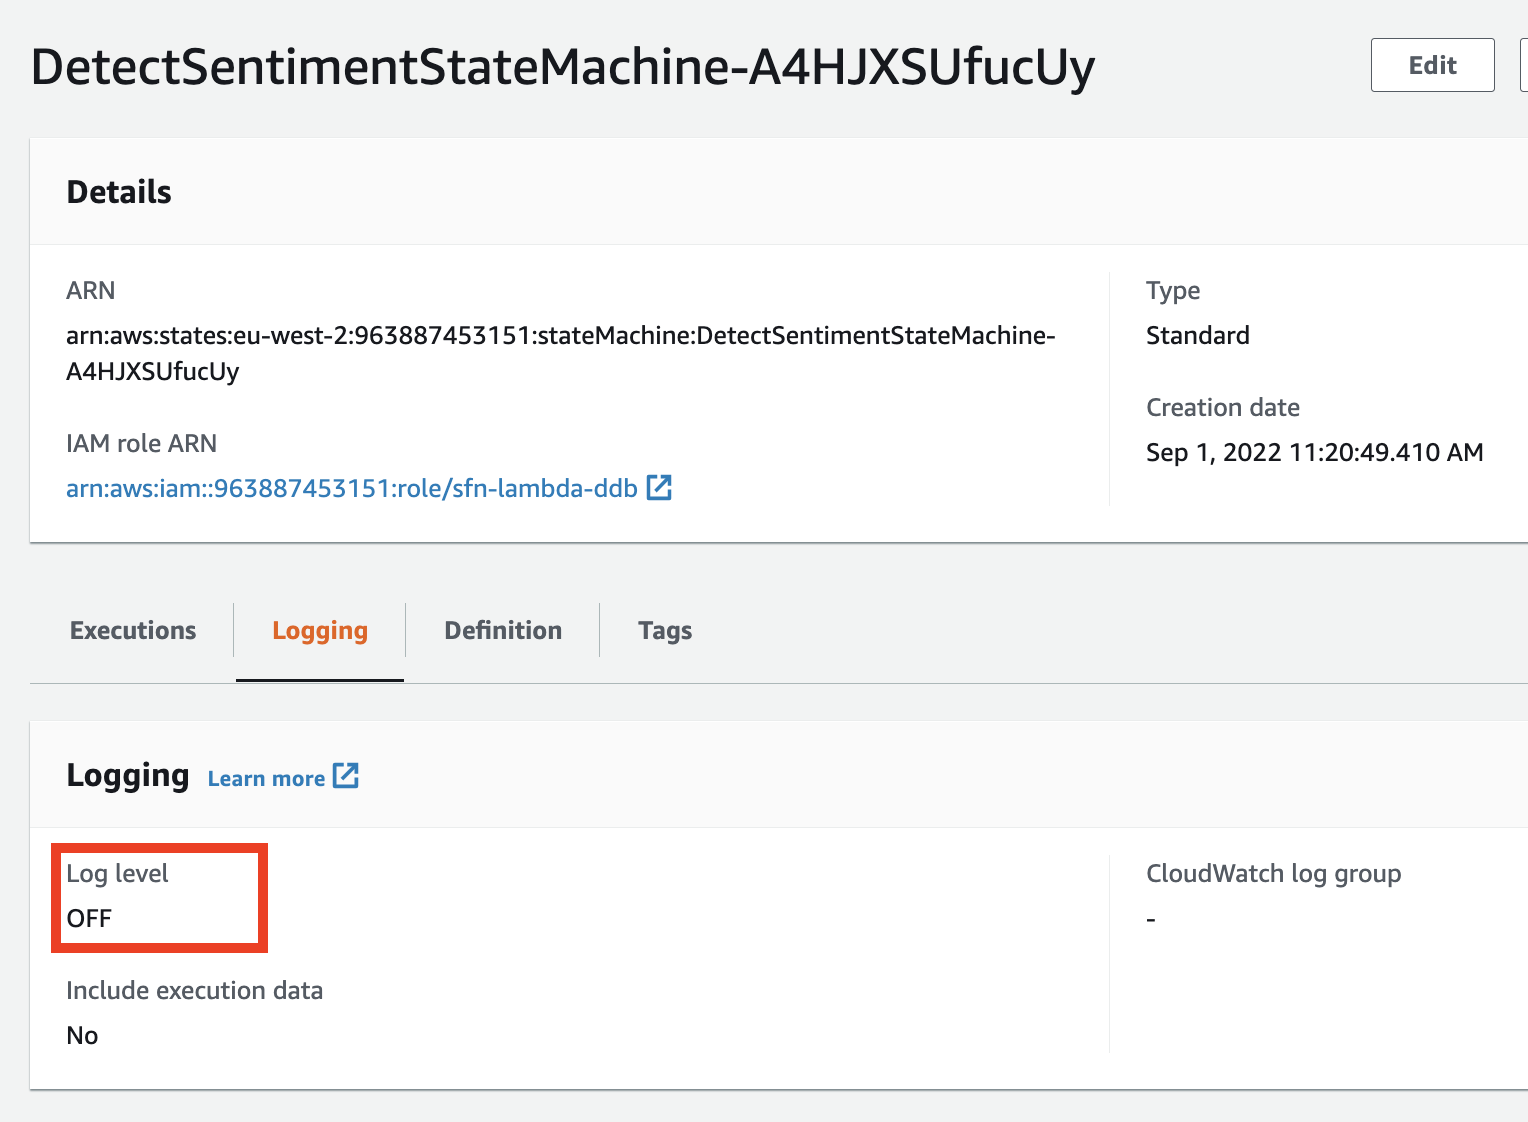 DetectSentimentStateMachine-A4HJXSUfucUy
Edit
Details
ARN
arn:aws:states:eu-west-2:963887453151:stateMachine:DetectSentimentStateMachine-
A4HJXSUfucUy
IAM role ARN
arn:aws:iam::963887453151:role/sfn-lambda-ddb
Type
Standard
Creation date
Sep 1, 2022 11:20:49.410 AM
Executions
Logging
Definition
Tags
Logging Learn more
Log level
OFF
Include execution data
No
CloudWatch log group
-